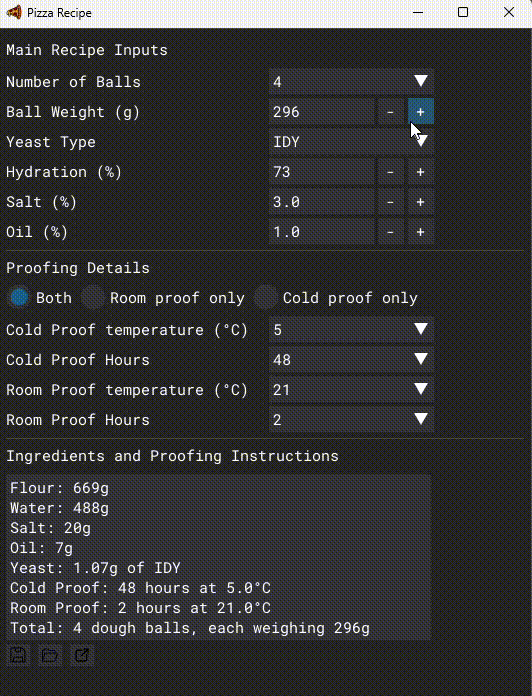 Pizza Recipe
Main Recipe Inputs
Number of Balls 4
Ball Weight (g) 296 - +
Yeast Type IDY
Hydration (%) 73 - +
Salt (%) 3.0 - +
Oil (%) 1.0 - +
Proofing Details
Both Room proof only Cold proof only
Cold Proof temperature (°C) 5
Cold Proof Hours 48
Room Proof temperature (°C) 21
Room Proof Hours 2
Ingredients and Proofing Instructions
Flour: 669g
Water: 488g
Salt: 20g
Oil: 7g
Yeast: 1.07g of IDY
Cold Proof: 48 hours at 5.0°C
Room Proof: 2 hours at 21.0°C
Total: 4 dough balls, each weighing 296g